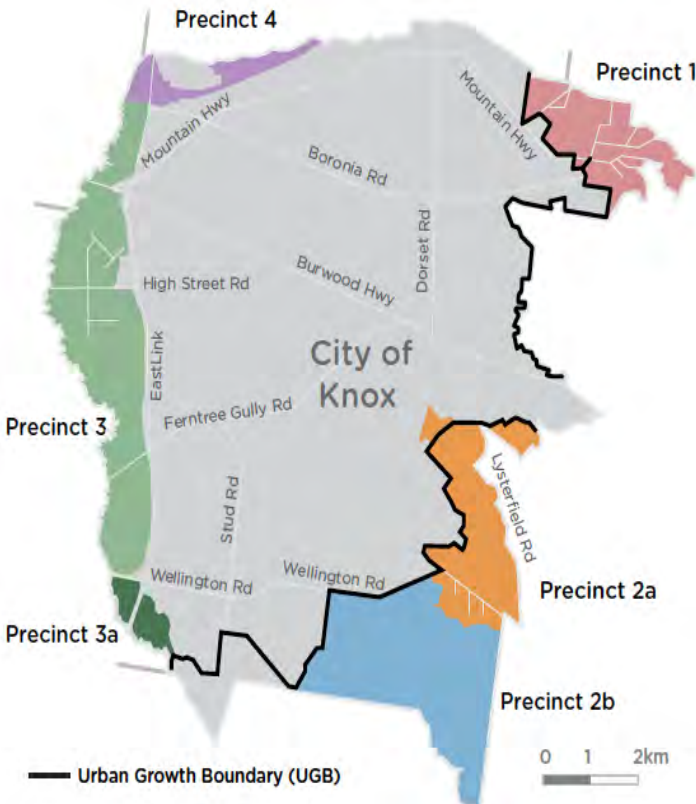 Precinct 4
Precinct 1
Mountain Hwy
Mountain Hwy
Boronia Rd
Dorset Rd
High Street Rd
Burwood Hwy
EastLink
City of
Knox
Precinct 3
Ferntree Gully Rd
Lysterfield Rd
Stud Rd
Wellington Rd
Wellington Rd
Precinct 2a
Precinct 3a
Precinct 2b
0 1 2km
Urban Growth Boundary (UGB)